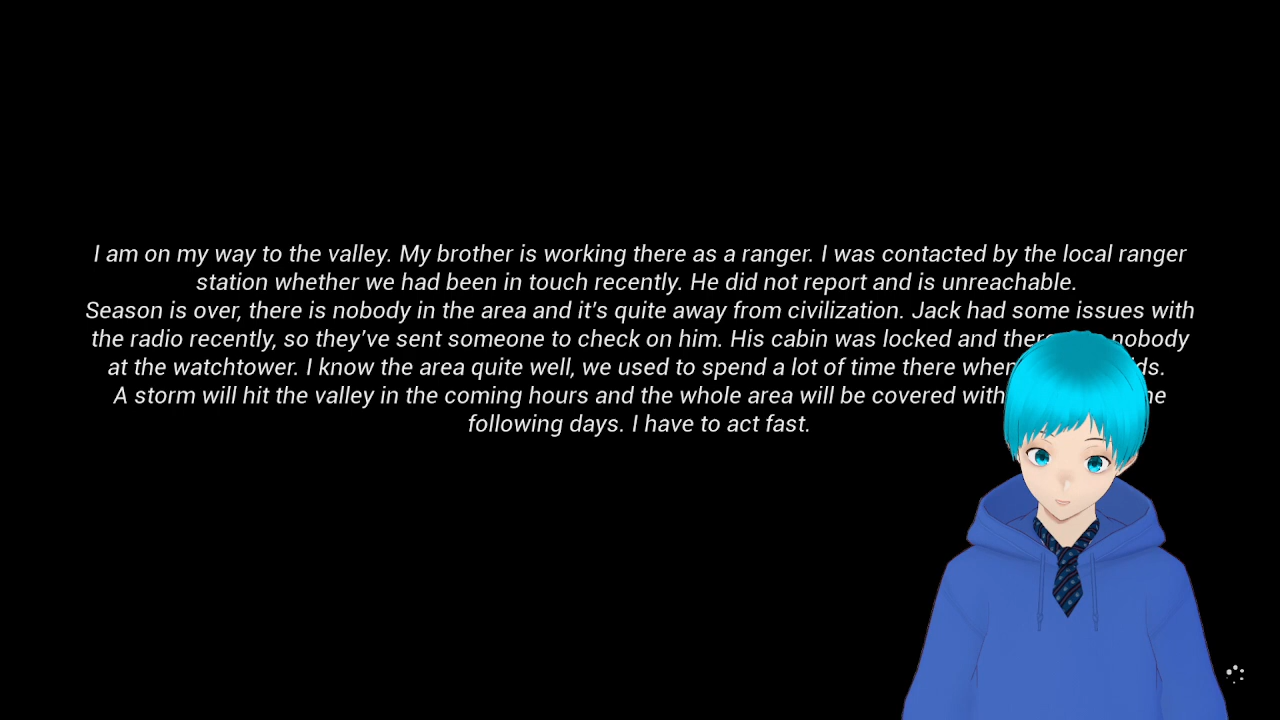 I am on my way to the valley. My brother is working there as a ranger. I was contacted by the local ranger
station whether we had been in touch recently. He did not report and is unreachable.
Season is over, there is nobody in the area and it's quite away from civilization. Jack had some issues with
the radio recently, so they've sent someone to check on him. His cabin was locked and nobody
at the watchtower. I know the area quite well, we used to spend a lot of time there when
A storm will hit the valley in the coming hours and the whole area will be covered with
following days. I have to act fast.